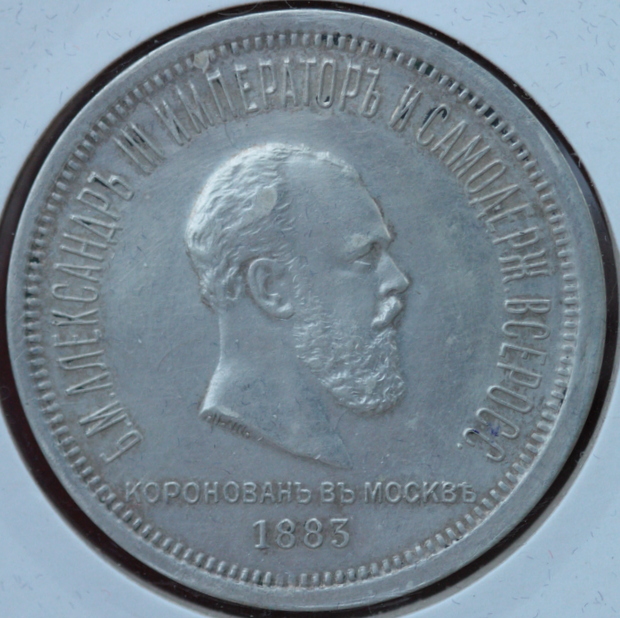 Б.М. АЛЕКСАНДРЪ III ИМПЕРАТОРЪ И САМОДЕРЖ. ВСЕРОСС.
КОРОНОВАНЪ ВЪ МОСКВѢ
1883